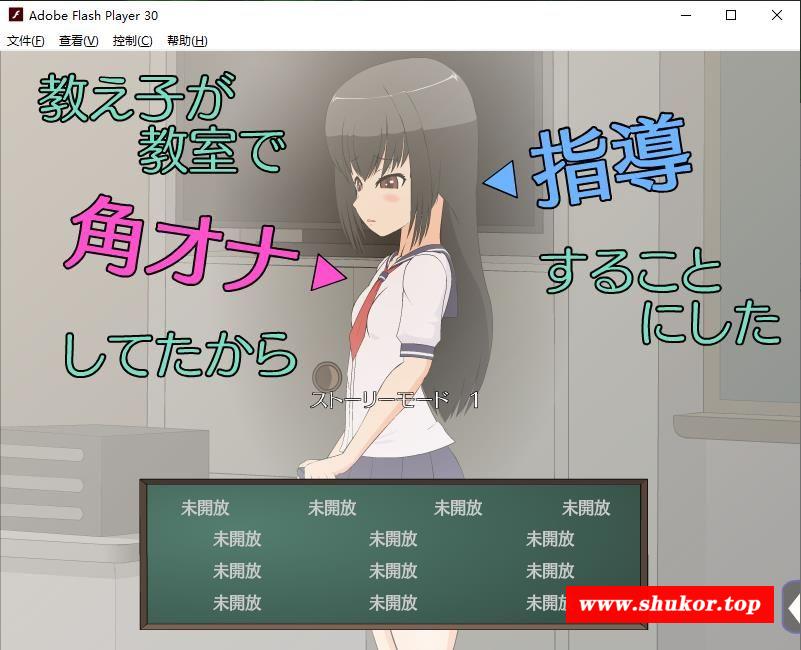 Adobe Flash Player 30
文件(F) 查看(V) 控制(C) 帮助(H)
教え子が
教室で
角オナ
してたから
指導
すること
にした
ストーリーモード 1
未開放 未開放 未開放 未開放
未開放 未開放 未開放
未開放 未開放 未開放
未開放 未開放 未開放
www.shukor.top